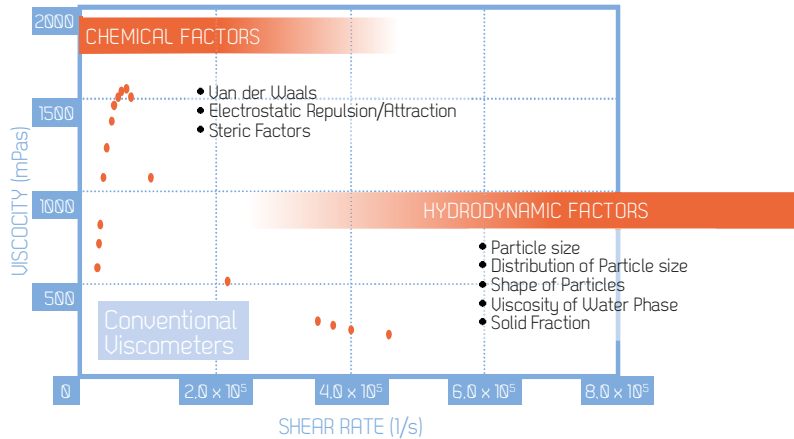 2000
CHEMICAL FACTORS
• Van der Waals
• Electrostatic Repulsion/Attraction
• Steric Factors
1500
VISCOCITY (mPas)
1000
HYDRODYNAMIC FACTORS
• Particle size
• Distribution of Particle size
• Shape of Particles
• Viscosity of Water Phase
• Solid Fraction
500
Conventional
Viscometers
0
2.0 x 10⁵
4.0 x 10⁵
6.0 x 10⁵
8.0 x 10⁵
SHEAR RATE (1/s)